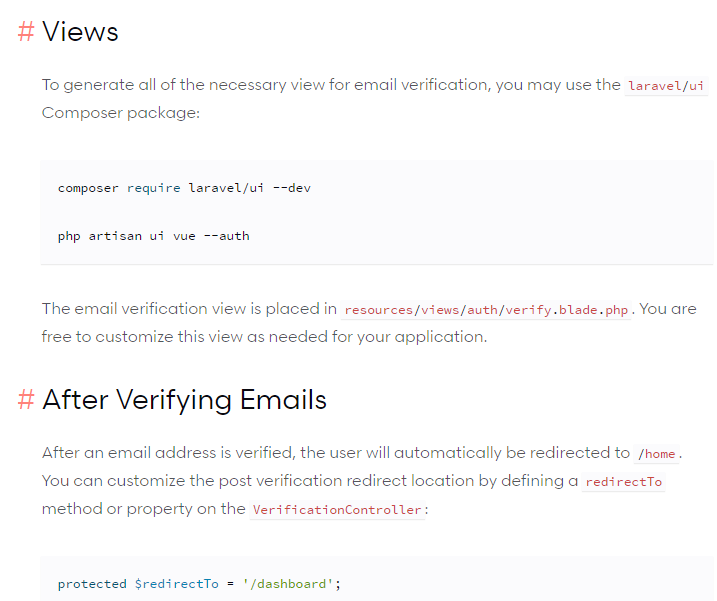 # Views
To generate all of the necessary view for email verification, you may use the laravel/ui
Composer package:
composer require laravel/ui --dev
php artisan ui vue --auth
The email verification view is placed in resources/views/auth/verify.blade.php. You are
free to customize this view as needed for your application.
# After Verifying Emails
After an email address is verified, the user will automatically be redirected to /home.
You can customize the post verification redirect location by defining a redirectTo
method or property on the VerificationController:
protected $redirectTo = '/dashboard';